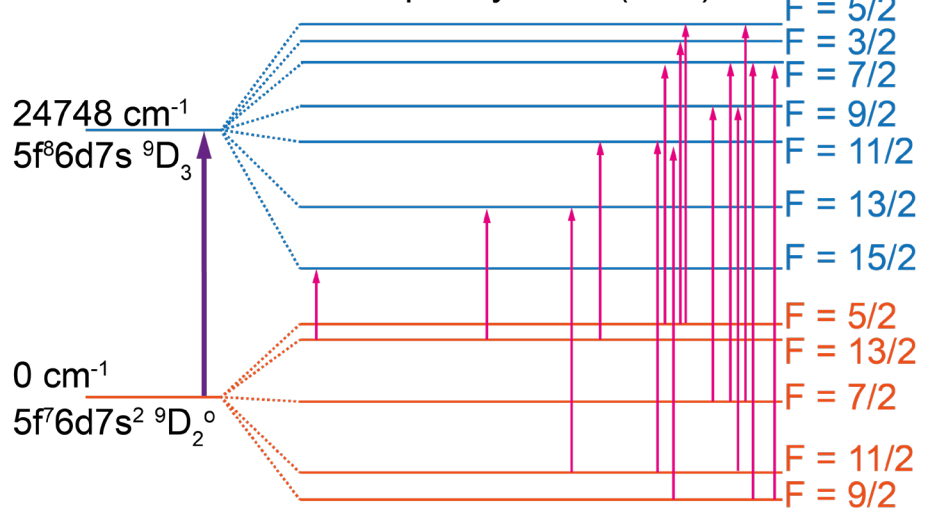 F = 5/2
F = 3/2
F = 7/2
24748 cm⁻¹
F = 9/2
5f⁸6d7s ⁹D₃
F = 11/2
F = 13/2
F = 15/2
F = 5/2
F = 13/2
0 cm⁻¹
F = 7/2
5f⁷6d7s² ⁹D₂ᵒ
F = 11/2
F = 9/2